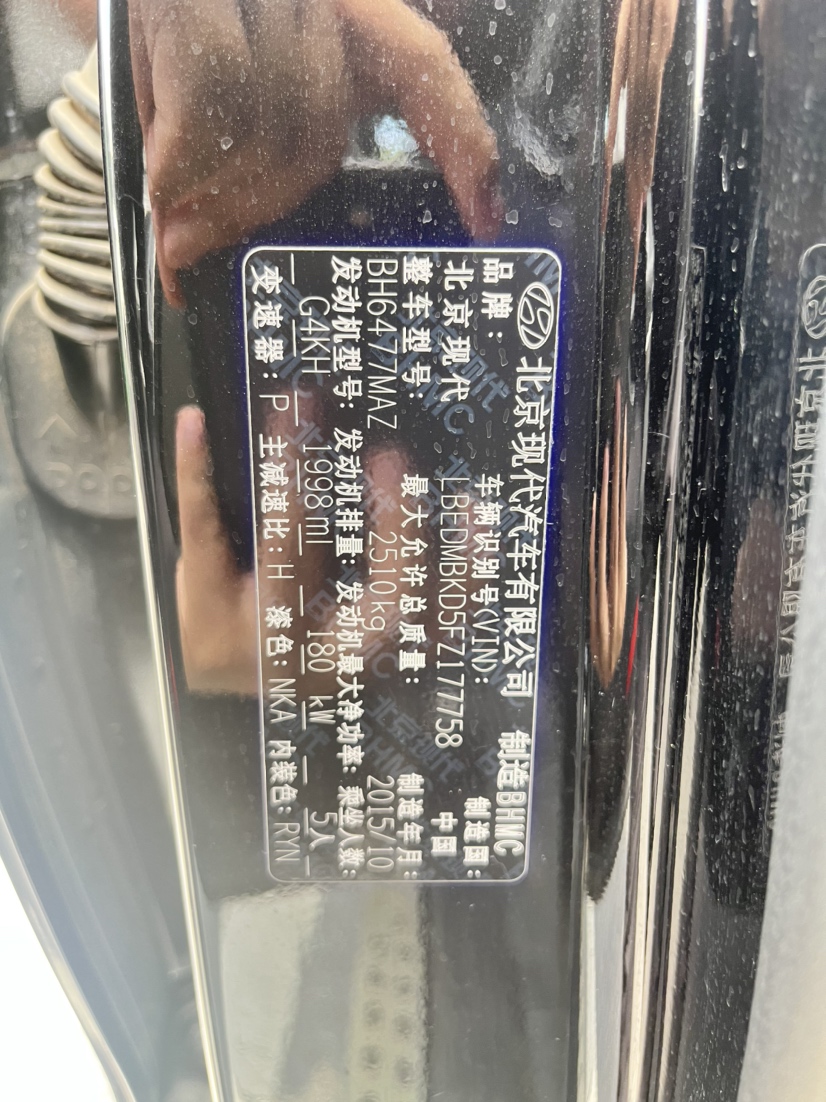 北京现代汽车有限公司 制造BHMC
品牌: 车辆识别号(VIN): 制造国:
北京现代 LBEDMBKD5FZ177758 中国
整车型号: 最大允许总质量: 制造年月:
BH6477MAZ 2510kg 2015/10
发动机型号: 发动机排量: 发动机最大净功率: 乘坐人数:
G4KH 1998ml 180 kW 5人
变速器: P 主减速比: H 漆色: NKA 内装色: RYN